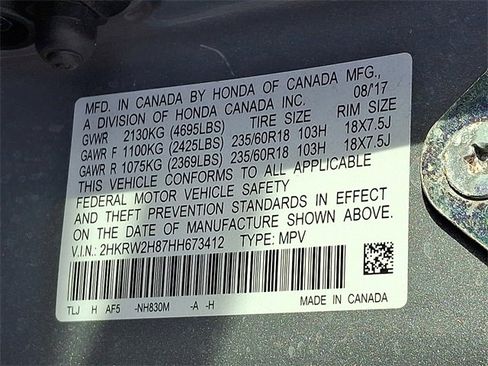 MFD. IN CANADA BY HONDA OF CANADA MFG.,
A DIVISION OF HONDA CANADA INC. 08/17
GVWR 2130KG (4695LBS) TIRE SIZE RIM SIZE
GAWR F 1100KG (2425LBS) 235/60R18 103H 18X7.5J
GAWR R 1075KG (2369LBS) 235/60R18 103H 18X7.5J
THIS VEHICLE CONFORMS TO ALL APPLICABLE
FEDERAL MOTOR VEHICLE SAFETY
AND THEFT PREVENTION STANDARDS IN EFFECT
ON THE DATE OF MANUFACTURE SHOWN ABOVE.
V.I.N.: 2HKRW2H87HH673412 TYPE: MPV
TLJ H AF5 -NH830M -A -H MADE IN CANADA